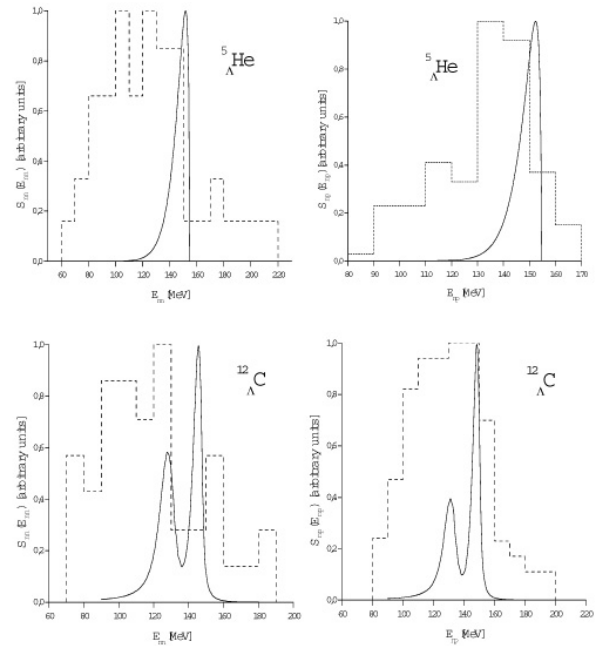 1,0
0,8
0,6
0,4
0,2
0,0
S_nn(E_nn) [arbitrary units]
5
ΛHe
60 80 100 120 140 160 180 200 220
E_nn [MeV]
1,0
0,8
0,6
0,4
0,2
0,0
S_np(E_np) [arbitrary units]
5
ΛHe
80 90 100 110 120 130 140 150 160 170
E_np [MeV]
1,0
0,8
0,6
0,4
0,2
0,0
S_nn(E_nn) [arbitrary units]
12
ΛC
60 80 100 120 140 160 180 200
E_nn [MeV]
1,0
0,8
0,6
0,4
0,2
0,0
S_np(E_np) [arbitrary units]
12
ΛC
60 80 100 120 140 160 180 200 220
E_np [MeV]